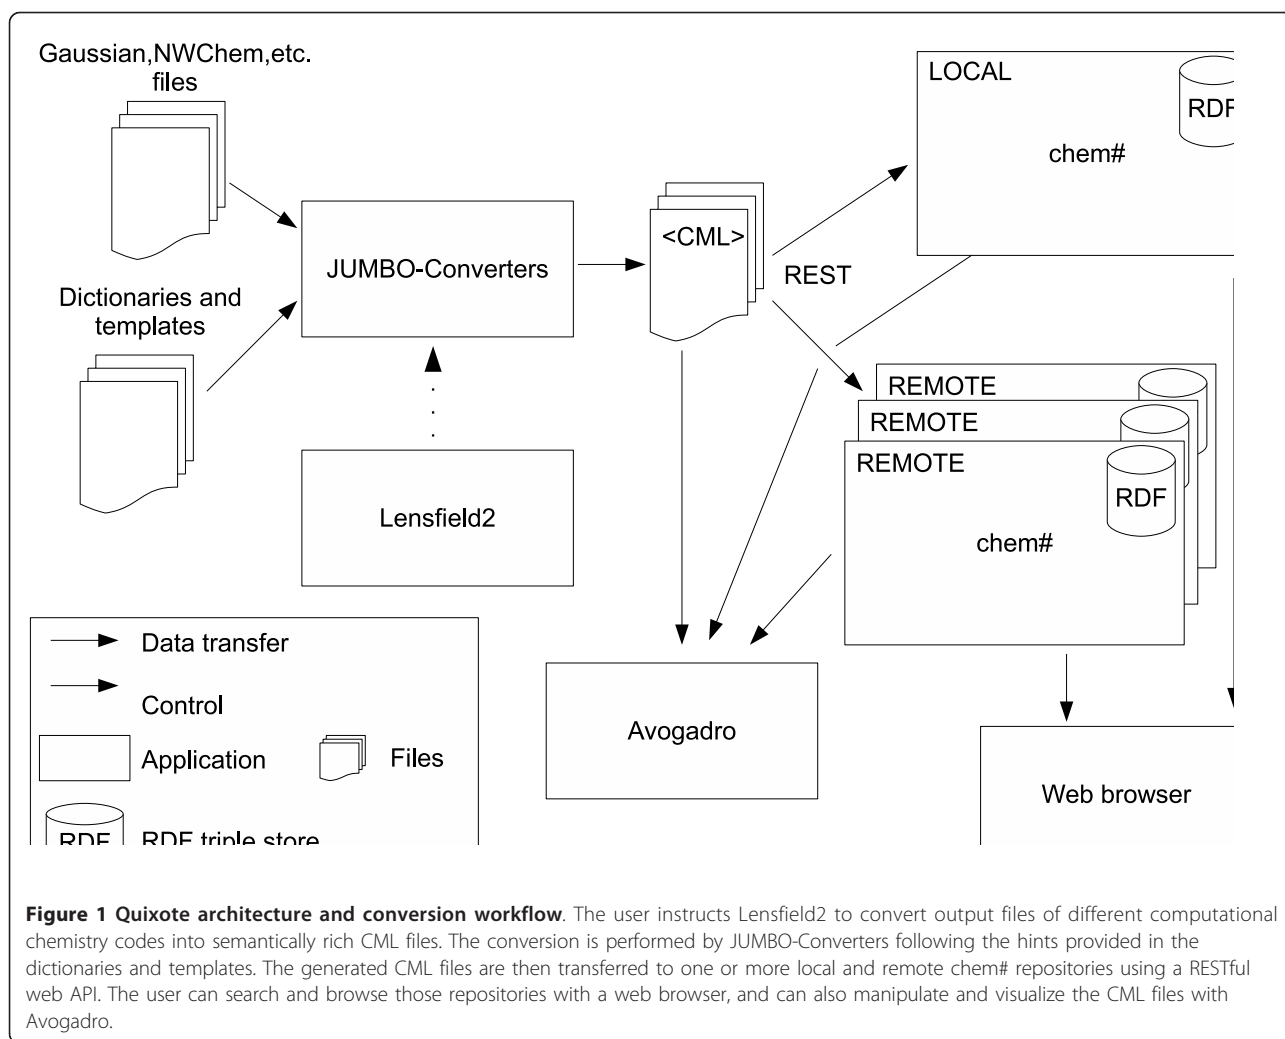 Gaussian,NWChem,etc.
files
LOCAL
RDF
chem#
<CML>
JUMBO-Converters
REST
Dictionaries and
templates
REMOTE
REMOTE
REMOTE
RDF
chem#
Lensfield2
Data transfer
Control
Avogadro
Application
Files
Web browser
RDF
RDF triple store
Figure 1 Quixote architecture and conversion workflow. The user instructs Lensfield2 to convert output files of different computational
chemistry codes into semantically rich CML files. The conversion is performed by JUMBO-Converters following the hints provided in the
dictionaries and templates. The generated CML files are then transferred to one or more local and remote chem# repositories using a RESTful
web API. The user can search and browse those repositories with a web browser, and can also manipulate and visualize the CML files with
Avogadro.